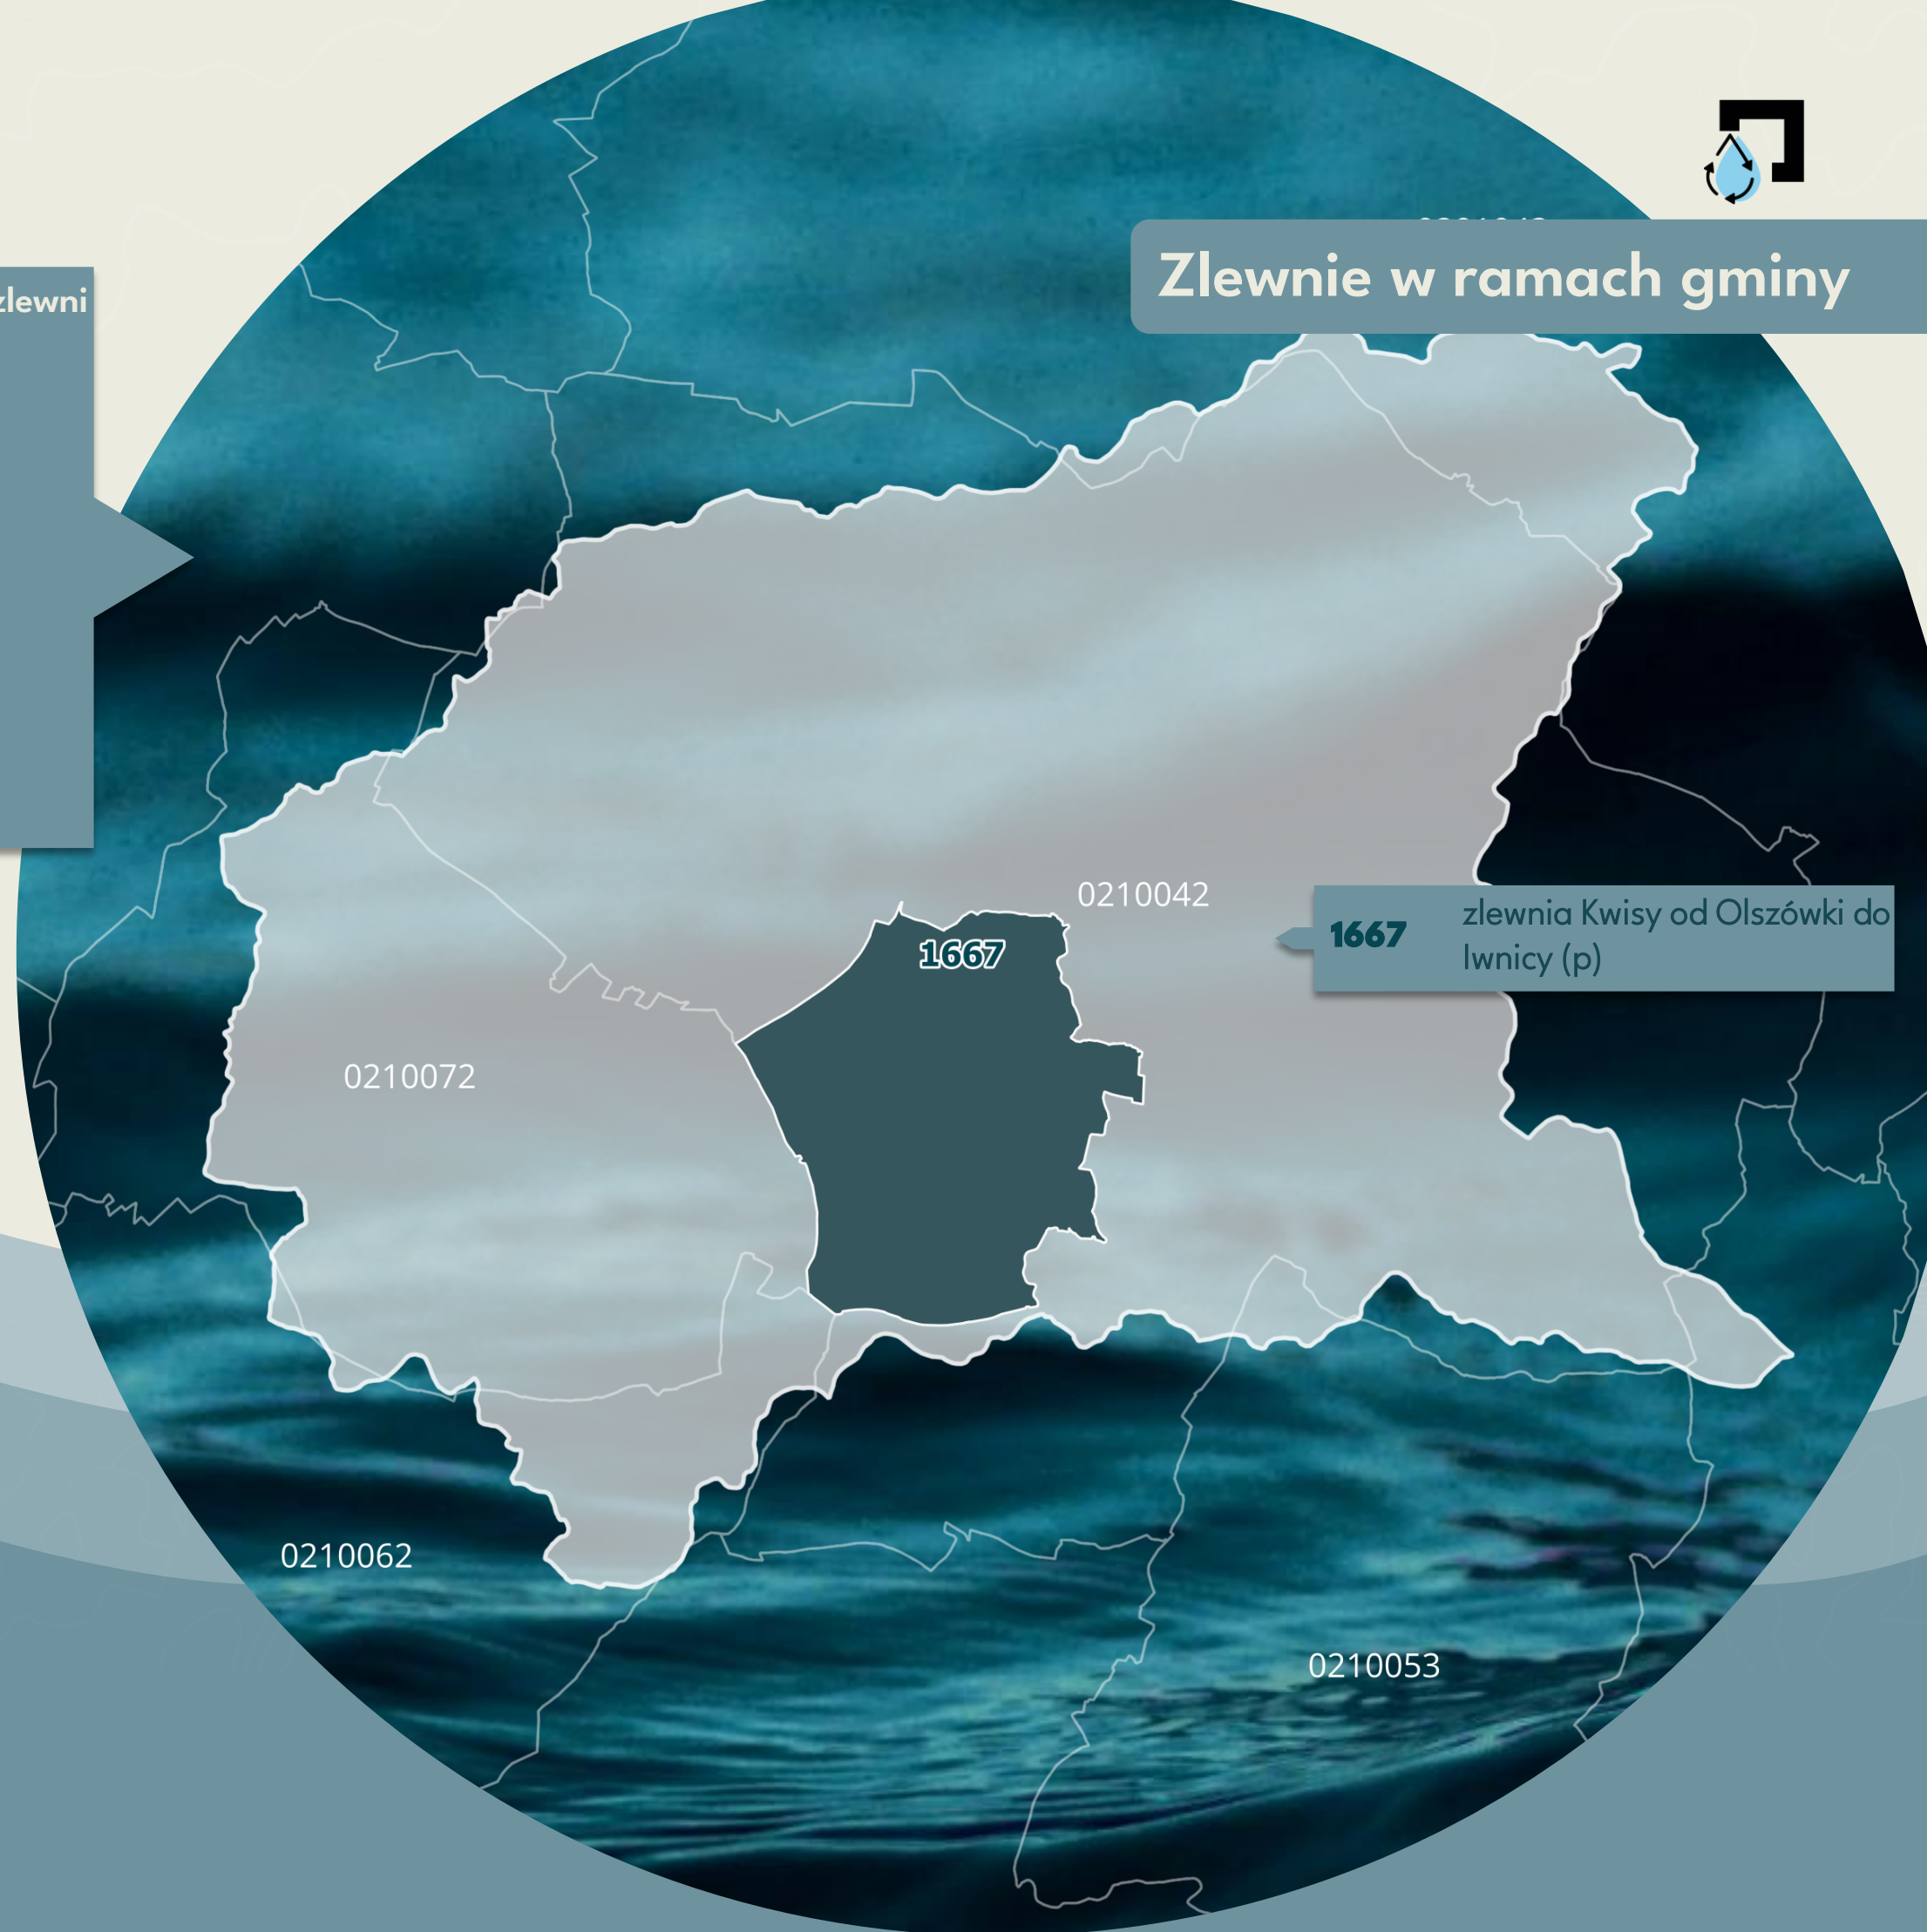 Zlewnie w ramach gminy
zlewni
0210042
1667 zlewnia Kwisy od Olszówki do
Iwnicy (p)
1667
0210072
0210062
0210053